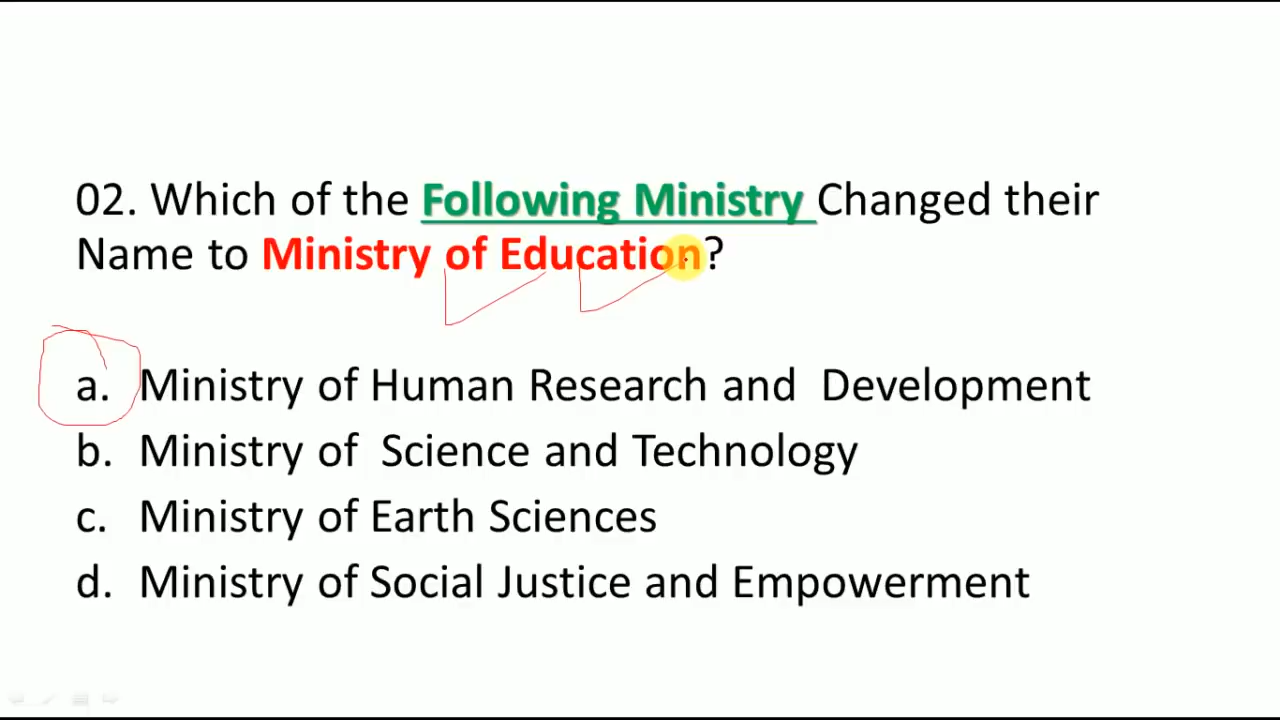 02. Which of the Following Ministry Changed their
Name to Ministry of Education?
a. Ministry of Human Research and Development
b. Ministry of Science and Technology
c. Ministry of Earth Sciences
d. Ministry of Social Justice and Empowerment